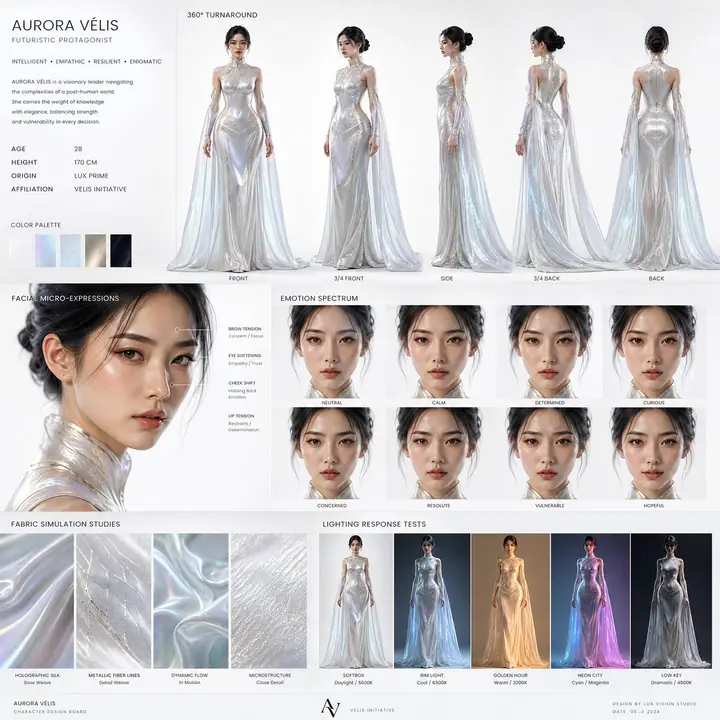 AURORA VÉLIS
FUTURISTIC PROTAGONIST
INTELLIGENT • EMPATHIC • RESILIENT • ENIGMATIC
AURORA VÉLIS is a visionary leader navigating
the complexities of a post-human world.
She carries the weight of knowledge
with elegance, balancing strength
and vulnerability in every decision.
AGE 28
HEIGHT 170 CM
ORIGIN LUX PRIME
AFFILIATION VÉLIS INITIATIVE
COLOR PALETTE
360° TURNAROUND
FRONT
3/4 FRONT
SIDE
3/4 BACK
BACK
FACIAL MICRO-EXPRESSIONS
BROW TENSION
Concern / Focus
EYE SOFTENING
Empathy / Trust
CHEEK SHIFT
Holding Back
Emotion
LIP TENSION
Restraint /
Determination
EMOTION SPECTRUM
NEUTRAL
CALM
DETERMINED
CURIOUS
CONCERNED
RESOLUTE
VULNERABLE
HOPEFUL
FABRIC SIMULATION STUDIES
HOLOGRAPHIC SILK
Base Weave
METALLIC FIBER LINES
Detail Weave
DYNAMIC FLOW
In Motion
MICROSTRUCTURE
Close Detail
LIGHTING RESPONSE TESTS
SOFTBOX
Daylight / 5600K
RIM LIGHT
Cool / 6500K
GOLDEN HOUR
Warm / 3200K
NEON CITY
Cyan / Magenta
LOW KEY
Dramatic / 4500K
AURORA VÉLIS
CHARACTER DESIGN BOARD
AV
VÉLIS INITIATIVE
DESIGN BY LUX VISION STUDIO
DATE 2024